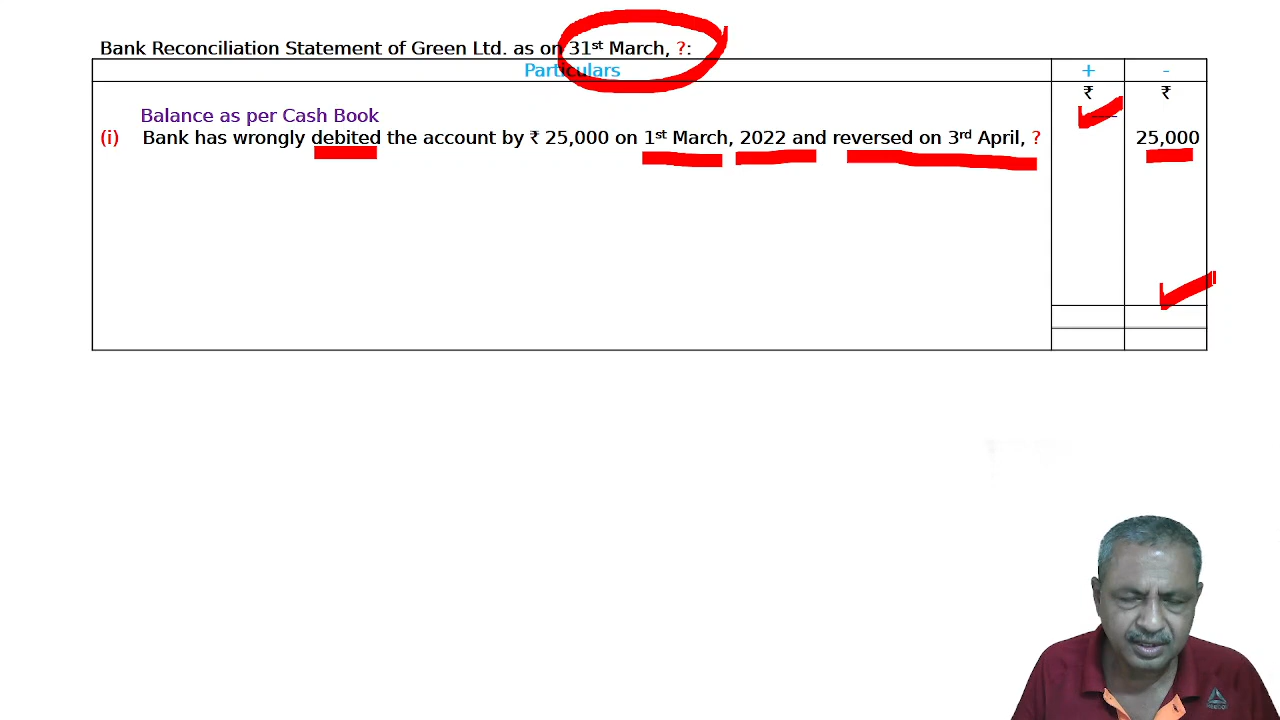 Bank Reconciliation Statement of Green Ltd. as on 31st March, ?:
Particulars + -
₹ ₹
Balance as per Cash Book
(i) Bank has wrongly debited the account by ₹ 25,000 on 1st March, 2022 and reversed on 3rd April, ? 25,000